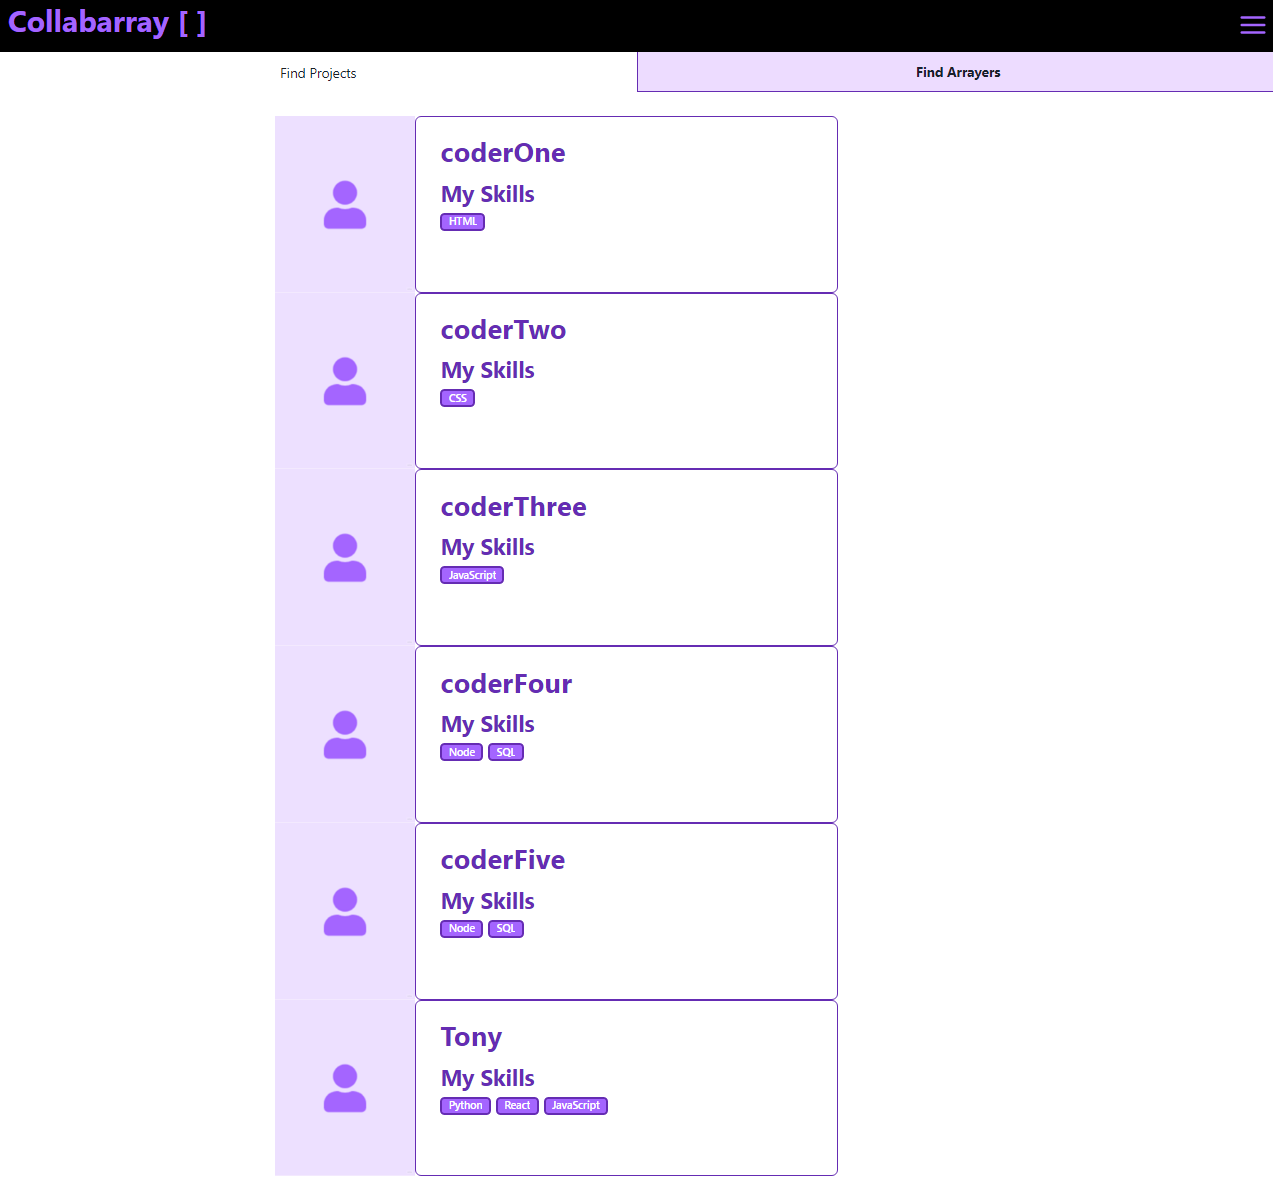 Collabarray [ ]
Find Projects
Find Arrayers
coderOne
My Skills
HTML
coderTwo
My Skills
CSS
coderThree
My Skills
JavaScript
coderFour
My Skills
Node SQL
coderFive
My Skills
Node SQL
Tony
My Skills
Python React JavaScript